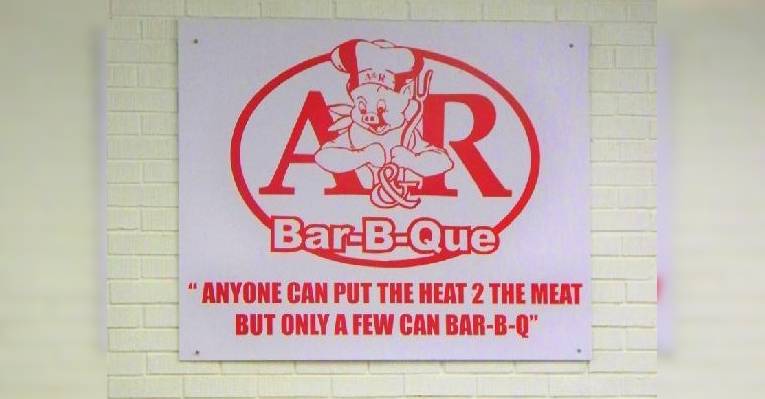 A&R
A&R
Bar-B-Que
“ ANYONE CAN PUT THE HEAT 2 THE MEAT
BUT ONLY A FEW CAN BAR-B-Q”